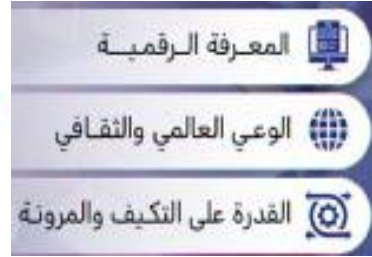 المعرفة الرقمية
الوعي العالمي والثقافي
القدرة على التكيف والمرونة